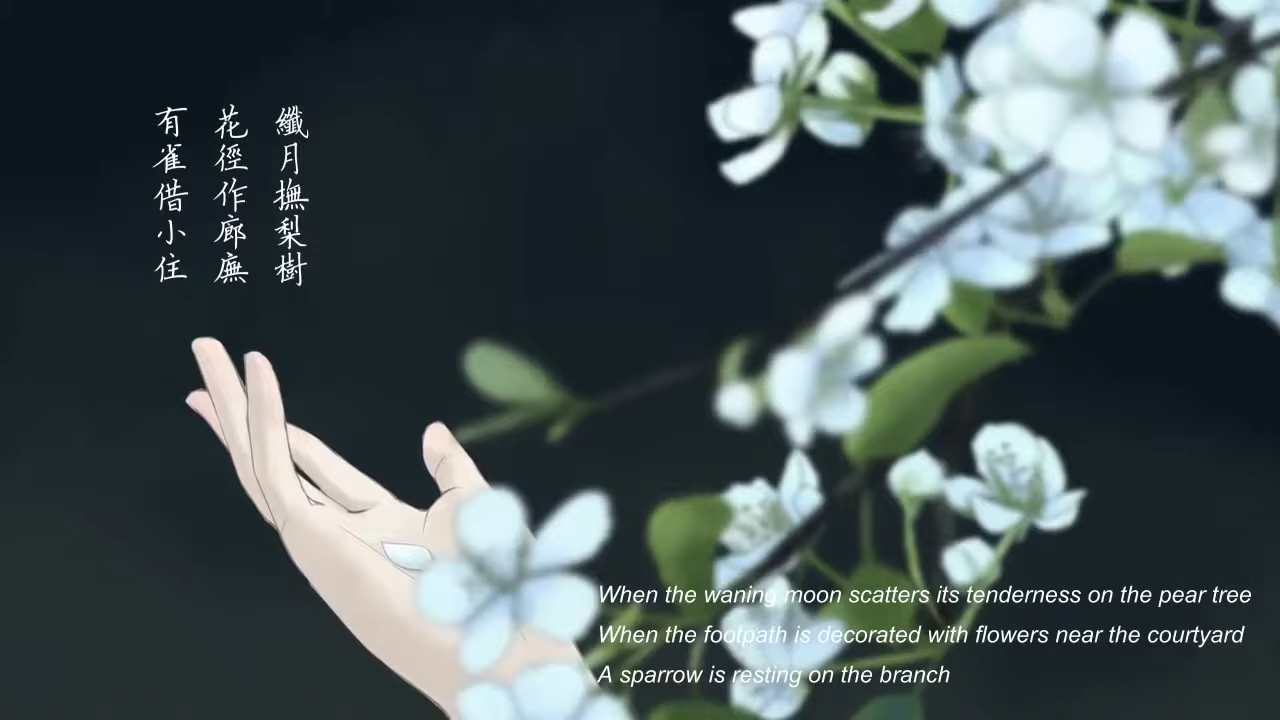 纖月撫梨樹
花徑作廊廡
有雀借小住
When the waning moon scatters its tenderness on the pear tree
When the footpath is decorated with flowers near the courtyard
A sparrow is resting on the branch